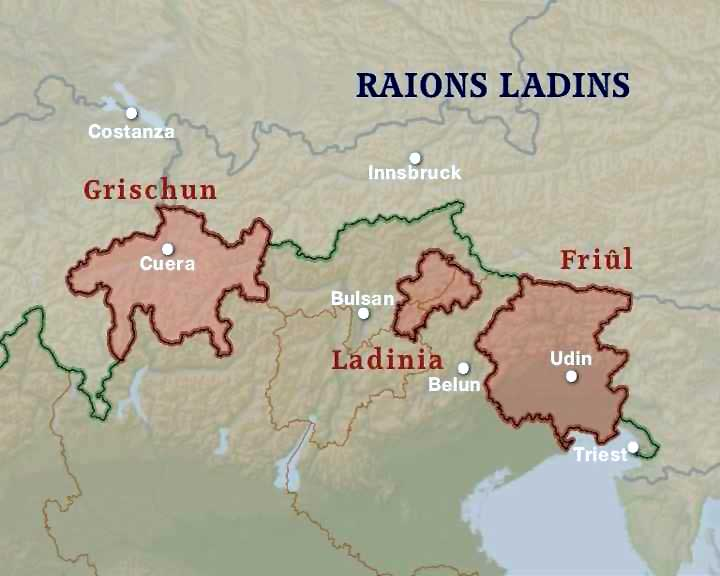 RAIONS LADINS
Costanza
Innsbruck
Grischun
Cuera
Friûl
Bulsan
Ladinia
Belun
Udin
Triest